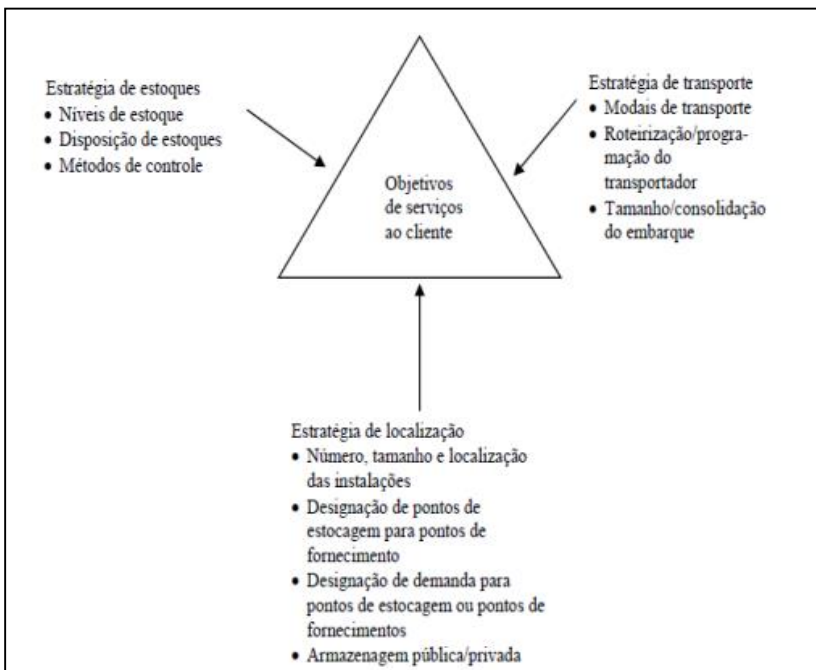 Estratégia de estoques
• Níveis de estoque
• Disposição de estoques
• Métodos de controle
Objetivos
de serviços
ao cliente
Estratégia de transporte
• Modais de transporte
• Roteirização/progra-
mação do
transportador
• Tamanho/consolidação
do embarque
Estratégia de localização
• Número, tamanho e localização
das instalações
• Designação de pontos de
estocagem para pontos de
fornecimento
• Designação de demanda para
pontos de estocagem ou pontos de
fornecimentos
• Armazenagem pública/privada